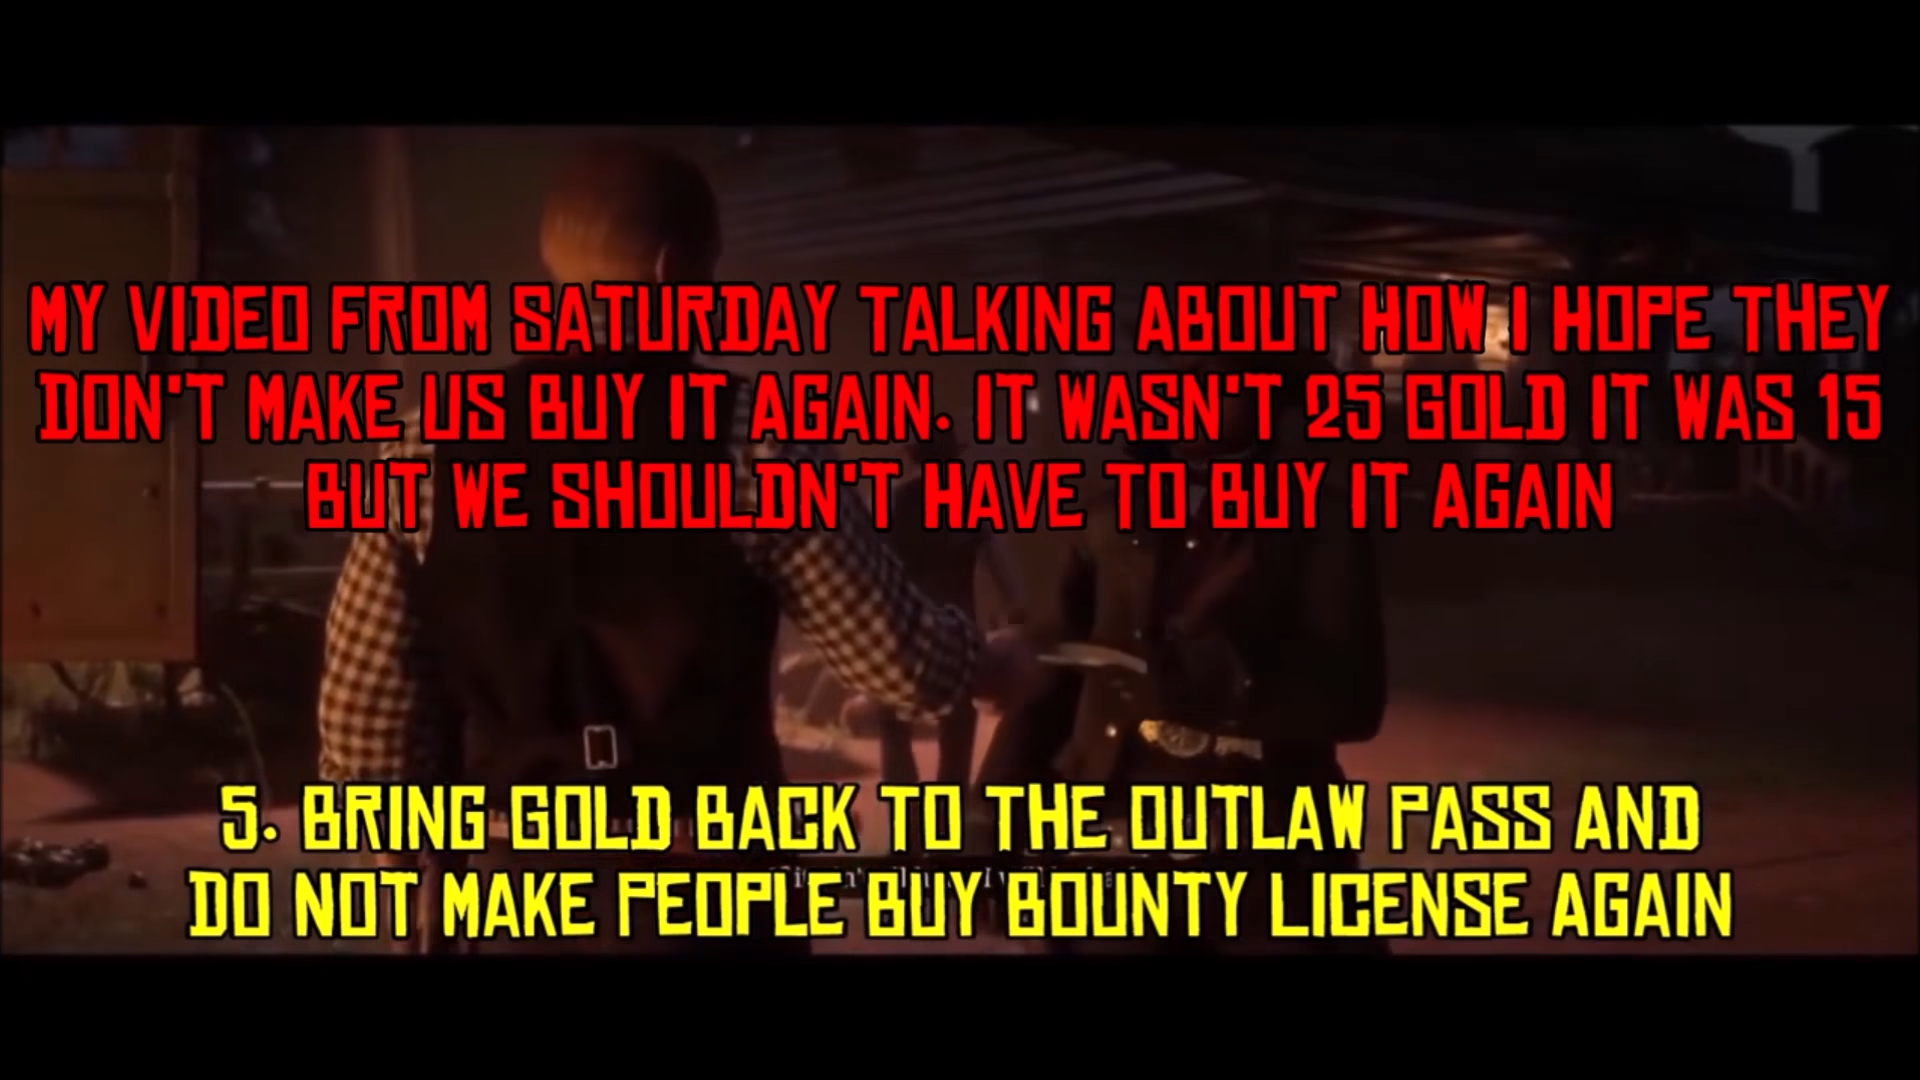 MY VIDEO FROM SATURDAY TALKING ABOUT HOW I HOPE THEY
DON'T MAKE US BUY IT AGAIN. IT WASN'T 25 GOLD IT WAS 15
BUT WE SHOULDN'T HAVE TO BUY IT AGAIN
5. BRING GOLD BACK TO THE OUTLAW PASS AND
DO NOT MAKE PEOPLE BUY BOUNTY LICENSE AGAIN